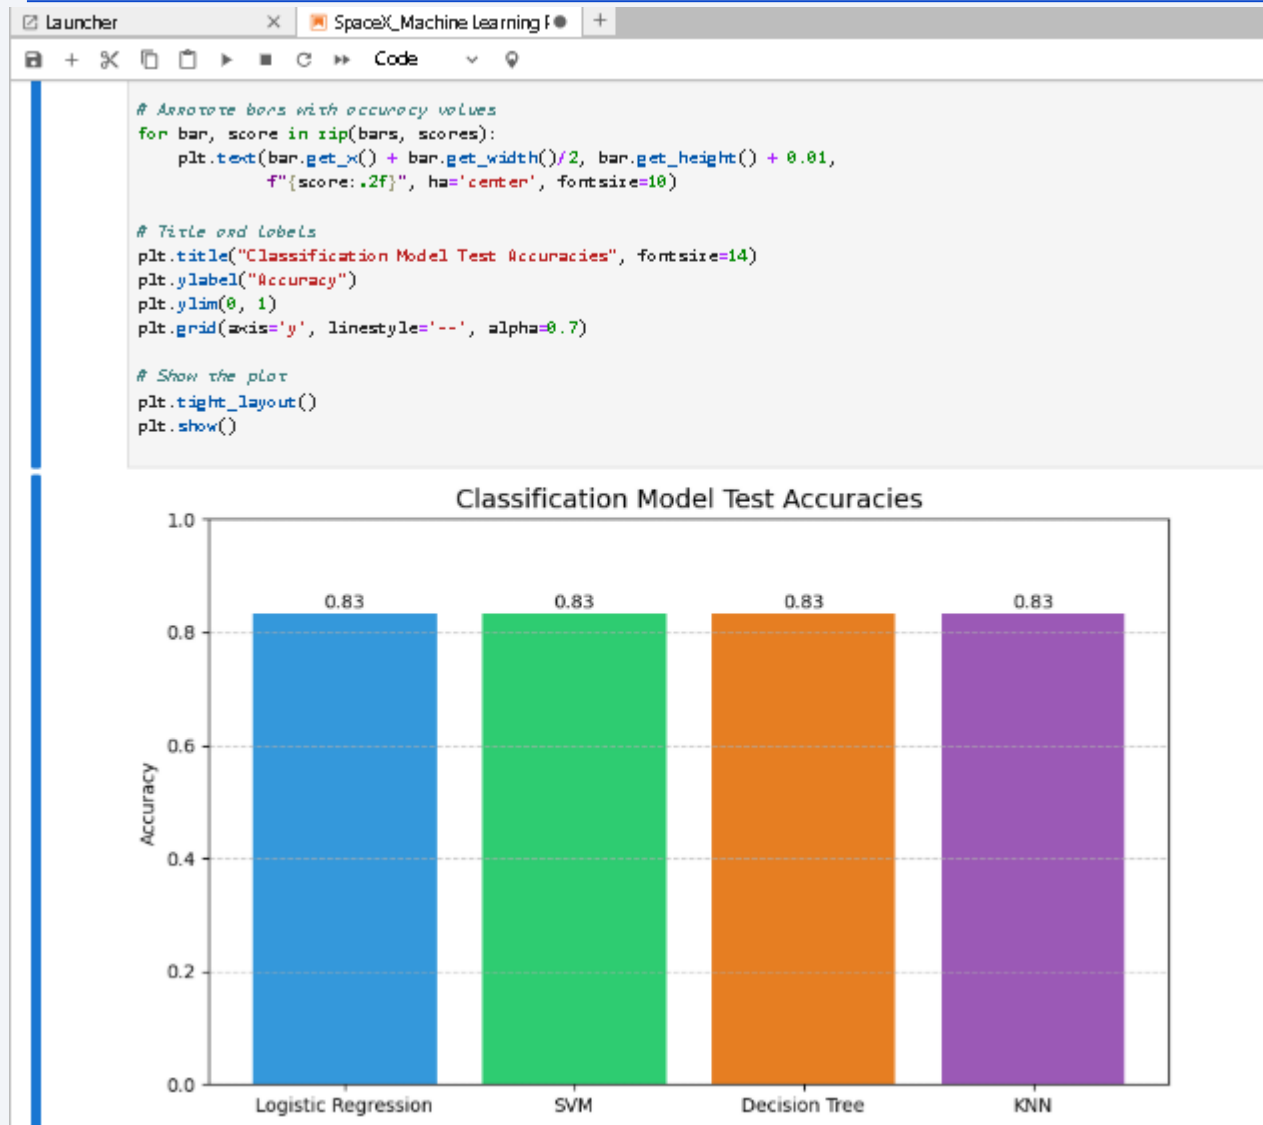 Launcher
SpaceX_Machine Learning F
Code
# Annotate bars with accuracy values
for bar, score in zip(bars, scores):
    plt.text(bar.get_x() + bar.get_width()/2, bar.get_height() + 0.01,
             f"{score:.2f}", ha='center', fontsize=10)
# Title and labels
plt.title("Classification Model Test Accuracies", fontsize=14)
plt.ylabel("Accuracy")
plt.ylim(0, 1)
plt.grid(axis='y', linestyle='--', alpha=0.7)
# Show the plot
plt.tight_layout()
plt.show()
Classification Model Test Accuracies
1.0
0.83 0.83 0.83 0.83
0.8
0.6
Accuracy
0.4
0.2
0.0
Logistic Regression SVM Decision Tree KNN